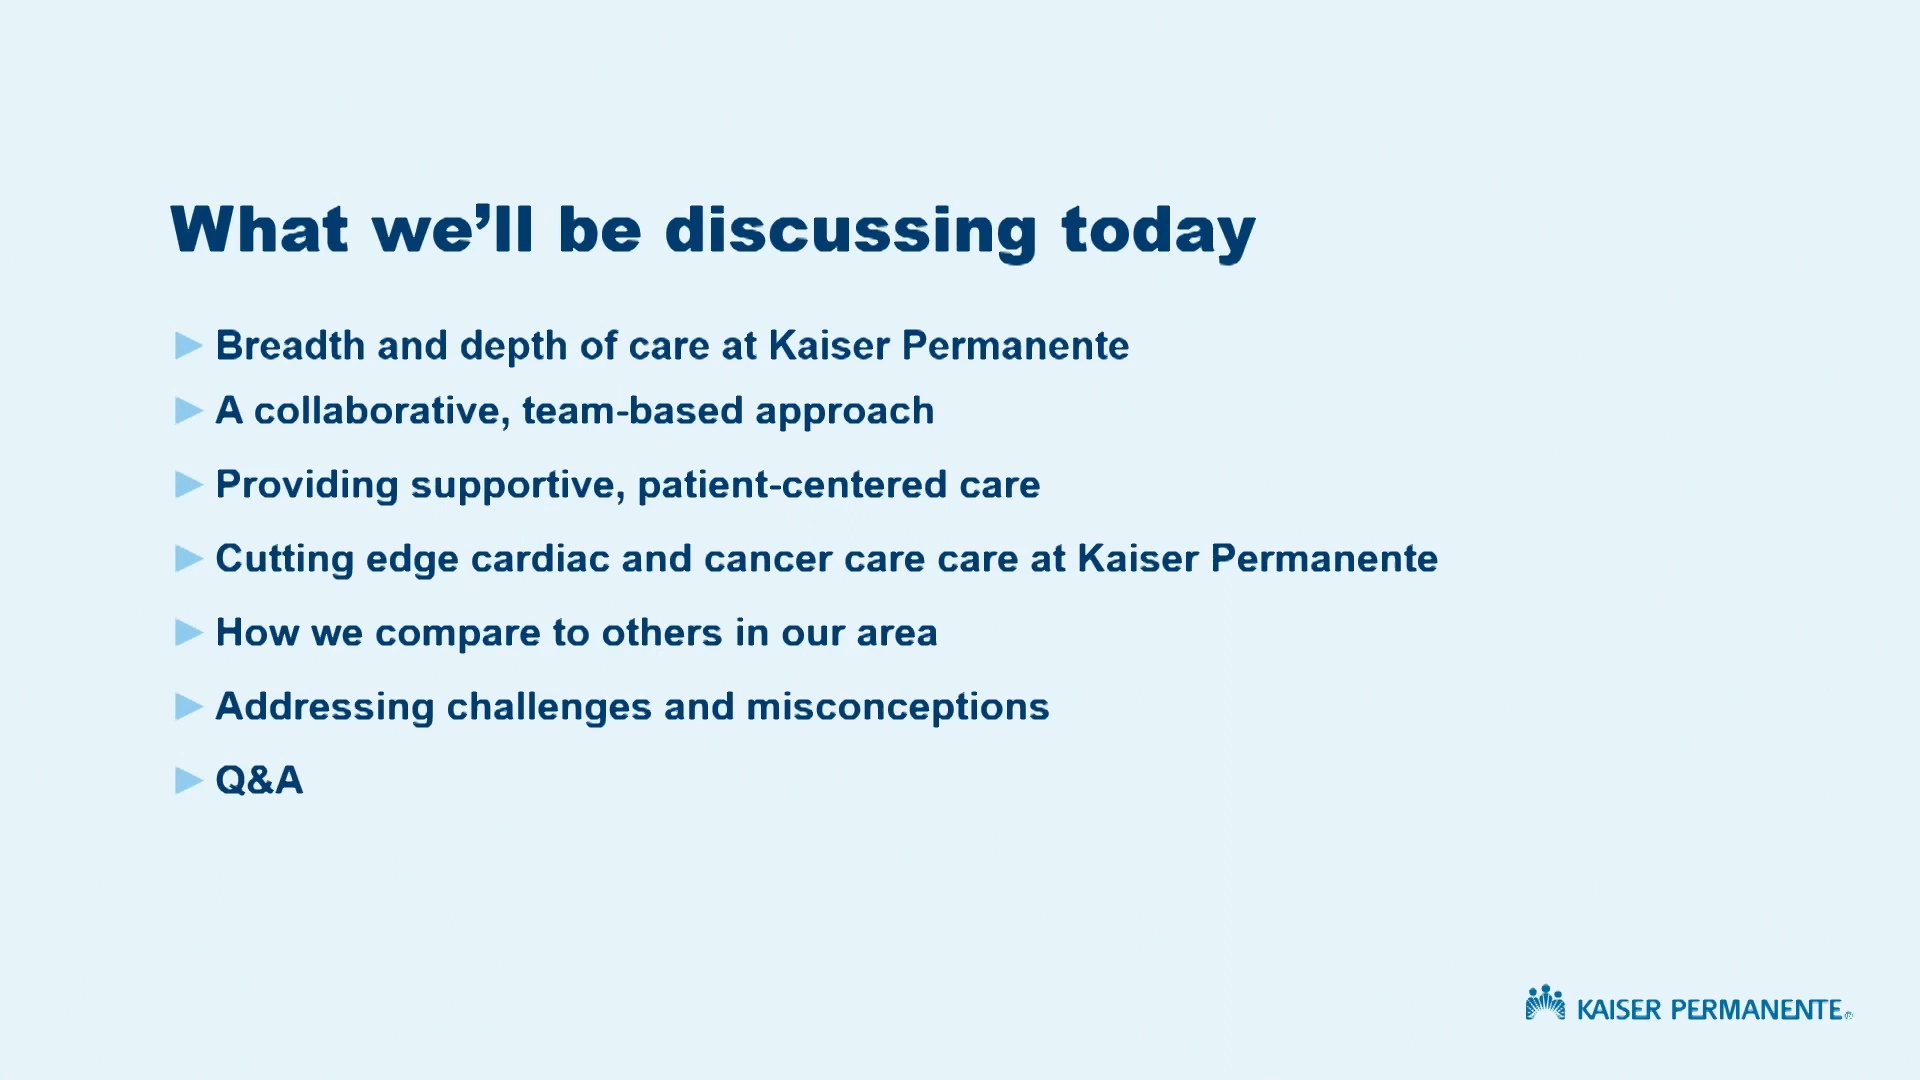 What we’ll be discussing today
Breadth and depth of care at Kaiser Permanente
A collaborative, team-based approach
Providing supportive, patient-centered care
Cutting edge cardiac and cancer care care at Kaiser Permanente
How we compare to others in our area
Addressing challenges and misconceptions
Q&A
KAISER PERMANENTE®